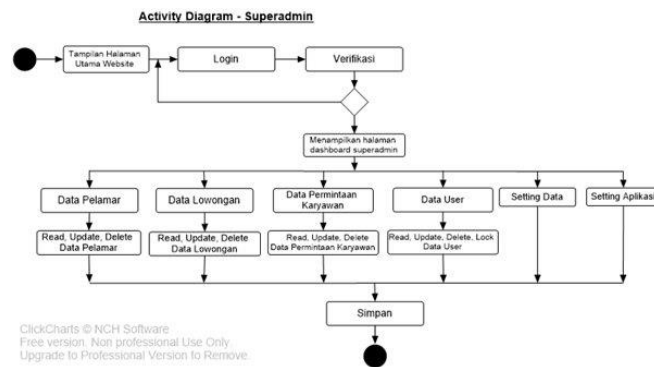 Activity Diagram - Superadmin
Tampilan Halaman
Utama Website
Login
Verifikasi
Menampilkan halaman
dashboard superadmin
Data Pelamar
Data Lowongan
Data Permintaan
Karyawan
Data User
Setting Data
Setting Aplikasi
Read, Update, Delete
Data Pelamar
Read, Update, Delete
Data Lowongan
Read, Update, Delete
Data Permintaan Karyawan
Read, Update, Delete, Lock
Data User
Simpan
ClickCharts © NCH Software
Free version. Non professional Use Only.
Upgrade to Professional Version to Remove.